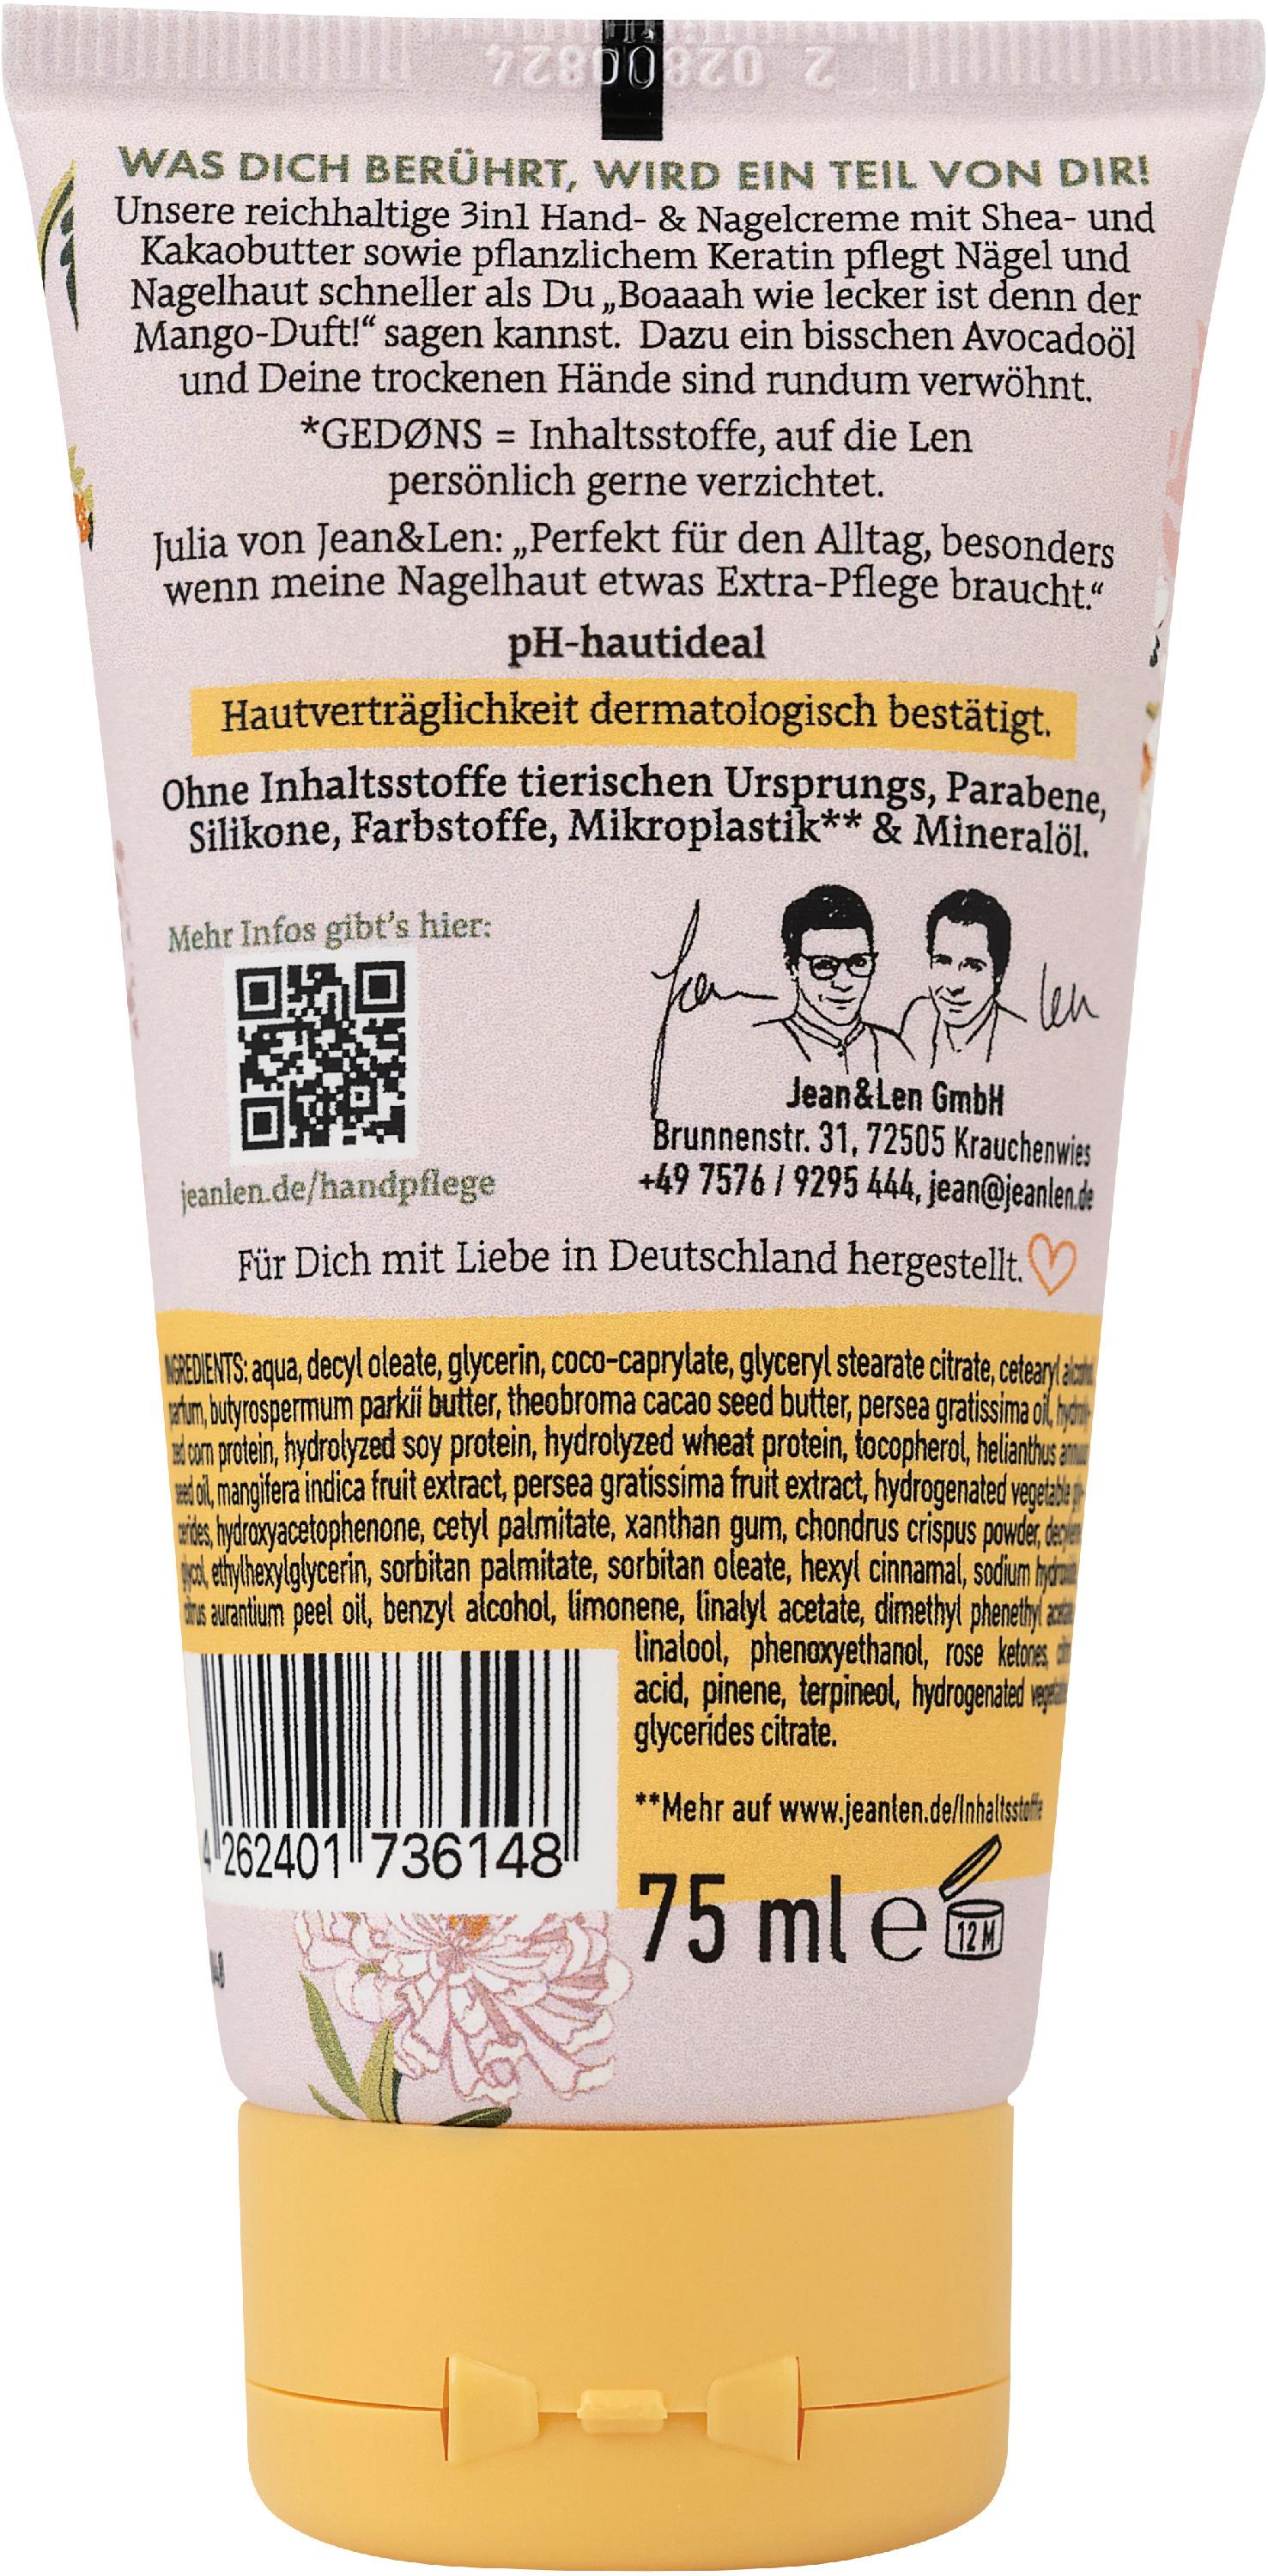 WAS DICH BERÜHRT, WIRD EIN TEIL VON DIR!
Unsere reichhaltige 3in1 Hand- & Nagelcreme mit Shea- und
Kakaobutter sowie pflanzlichem Keratin pflegt Nägel und
Nagelhaut schneller als Du „Boaaah wie lecker ist denn der
Mango-Duft!“ sagen kannst. Dazu ein bisschen Avocadoöl
und Deine trockenen Hände sind rundum verwöhnt.
*GEDØNS = Inhaltsstoffe, auf die Len
persönlich gerne verzichtet.
Julia von Jean&Len: „Perfekt für den Alltag, besonders
wenn meine Nagelhaut etwas Extra-Pflege braucht.“
pH-hautideal
Hautverträglichkeit dermatologisch bestätigt.
Ohne Inhaltsstoffe tierischen Ursprungs, Parabene,
Silikone, Farbstoffe, Mikroplastik** & Mineralöl.
Mehr Infos gibt's hier:
jeanlen.de/handpflege
Jean Len
Jean&Len GmbH
Brunnenstr. 31, 72505 Krauchenwies
+49 7576 / 9295 444, jean@jeanlen.de
Für Dich mit Liebe in Deutschland hergestellt.
INGREDIENTS: aqua, decyl oleate, glycerin, coco-caprylate, glyceryl stearate citrate, cetearyl alcohol,
parfum, butyrospermum parkii butter, theobroma cacao seed butter, persea gratissima oil,
corn protein, hydrolyzed soy protein, hydrolyzed wheat protein, tocopherol, helianthus annuus
seed oil, mangifera indica fruit extract, persea gratissima fruit extract, hydrogenated vegetable
hydroxyacetophenone, cetyl palmitate, xanthan gum, chondrus crispus powder,
glycol, ethylhexylglycerin, sorbitan palmitate, sorbitan oleate, hexyl cinnamal, sodium
citrus aurantium peel oil, benzyl alcohol, limonene, linalyl acetate, dimethyl phenethyl
linalool, phenoxyethanol, rose ketones,
acid, pinene, terpineol, hydrogenated
glycerides citrate.
**Mehr auf www.jeanlen.de/Inhaltsstoffe
4 262401 736148
75 ml e
12 M